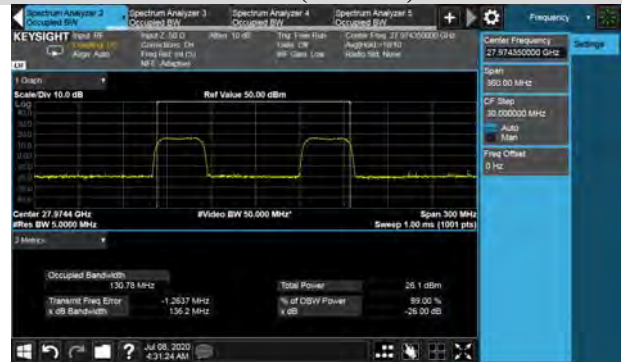 Spectrum Analyzer 2
Occupied BW
Spectrum Analyzer 3
Occupied BW
Spectrum Analyzer 4
Occupied BW
Spectrum Analyzer 5
Occupied BW
Frequency
KEYSIGHT Input: RF
Align: Auto
Input Z: 50 Ω
Corrections: Off
NFE: Adaptive
Atten: 10 dB
Trig: Free Run
Gate: Off
IF Gain: Low
Center Freq: 27.974350000 GHz
Avg|Hold:>10/10
Radio Std: None
Center Frequency
27.974350000 GHz
Settings
Span
CF Step
30.000000 MHz
Auto
Man
Freq Offset
0 Hz
1 Graph
Scale/Div 10.0 dB
Ref Value 50.00 dBm
Log
Center 27.9744 GHz
#Video BW 50.000 MHz*
Span 300 MHz
#Res BW 5.0000 MHz
Sweep 1.00 ms (1001 pts)
2 Metrics
Occupied Bandwidth
130.78 MHz
Total Power
26.1 dBm
Transmit Freq Error
-1.2637 MHz
% of OBW Power
99.00 %
x dB Bandwidth
136.2 MHz
x dB
-26.00 dB
Jul 08, 2020
4:31:24 AM